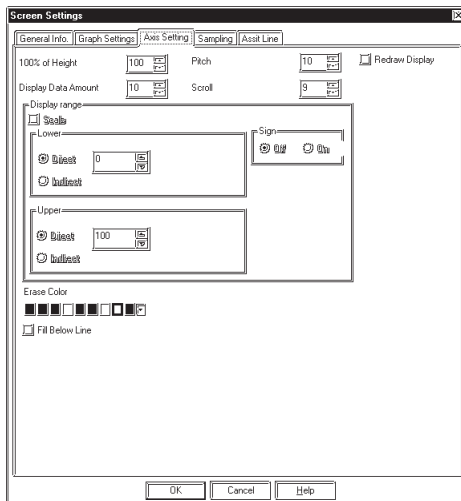 Screen Settings
General Info. Graph Settings Axis Setting Sampling Assit Line
100% of Height 100 Pitch 10 Redraw Display
Display Data Amount 10 Scroll 9
Display range
Scale
Lower Sign
Direct 0 Off On
Indirect
Upper
Direct 100
Indirect
Erase Color
Fill Below Line
OK Cancel Help